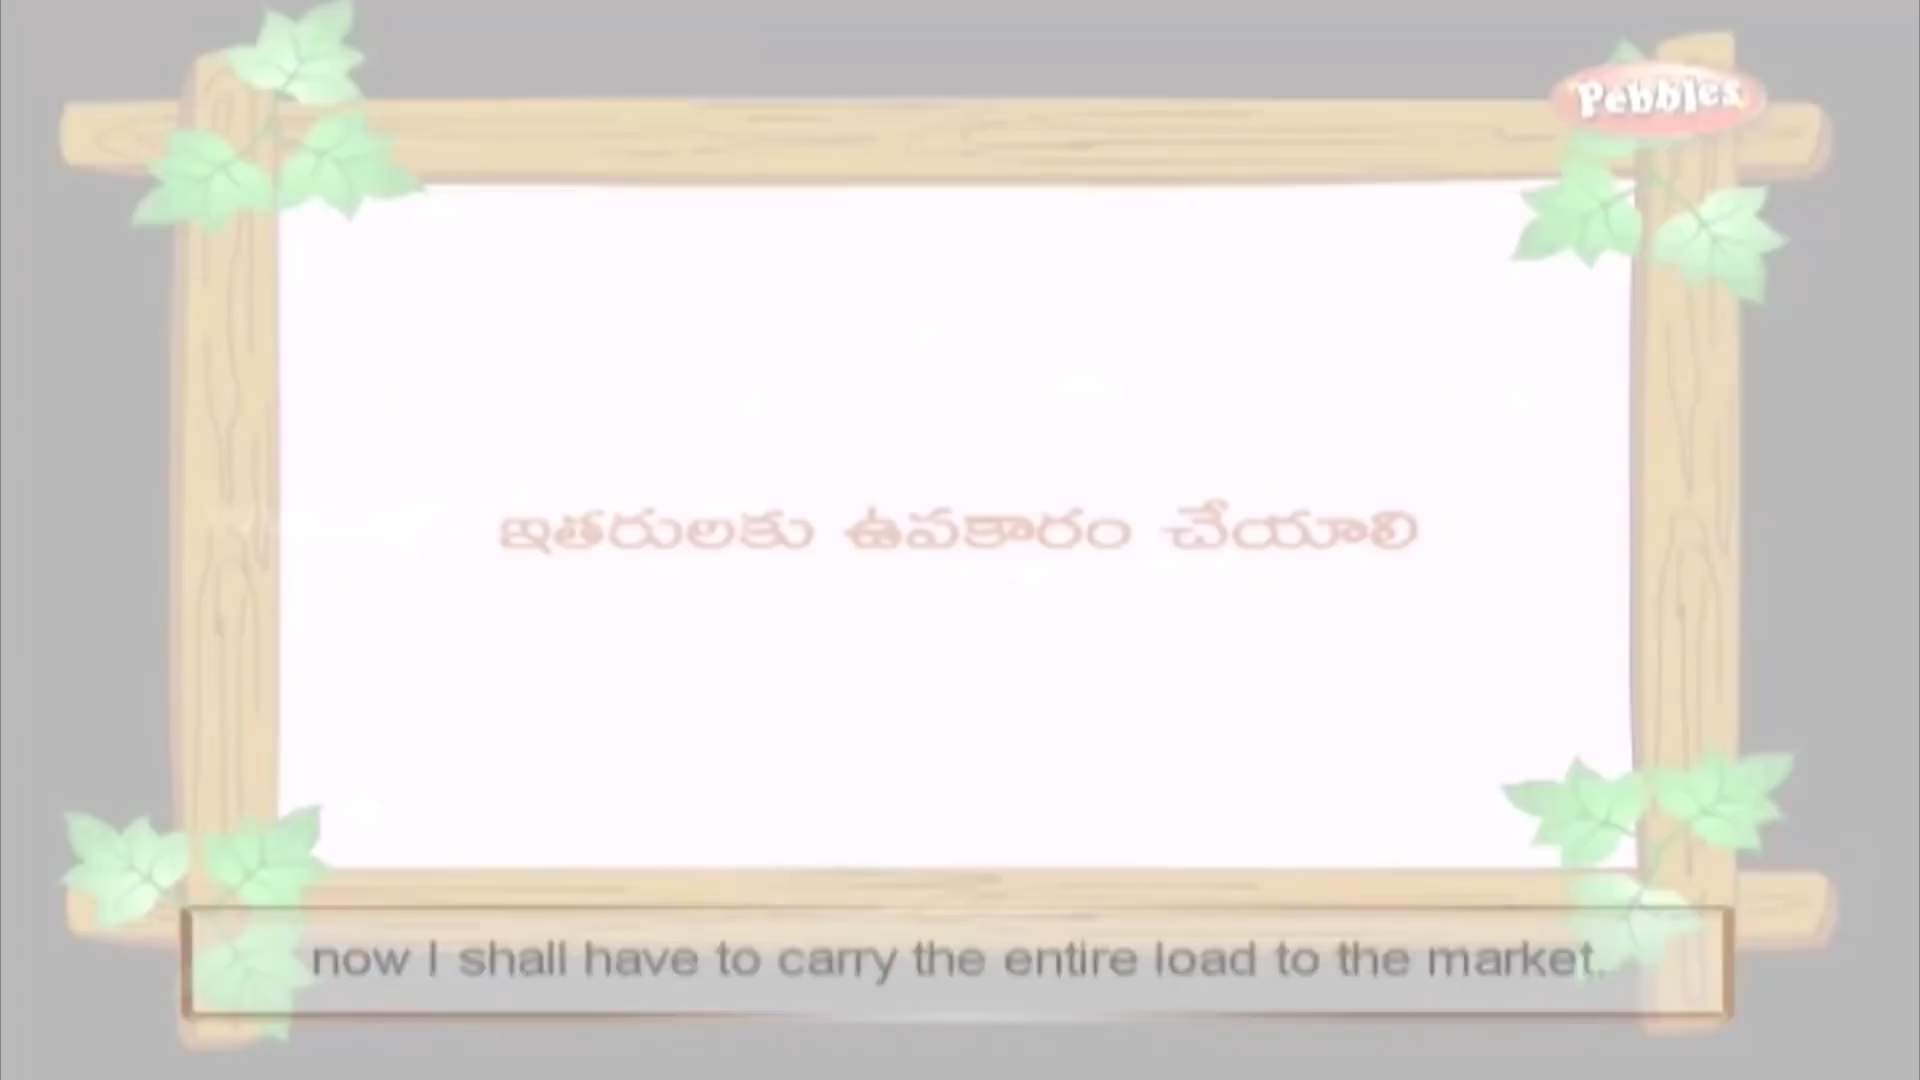 Pebbles
ఇతరులకు ఉపకారం చేయాలి
now I shall have to carry the entire load to the market.